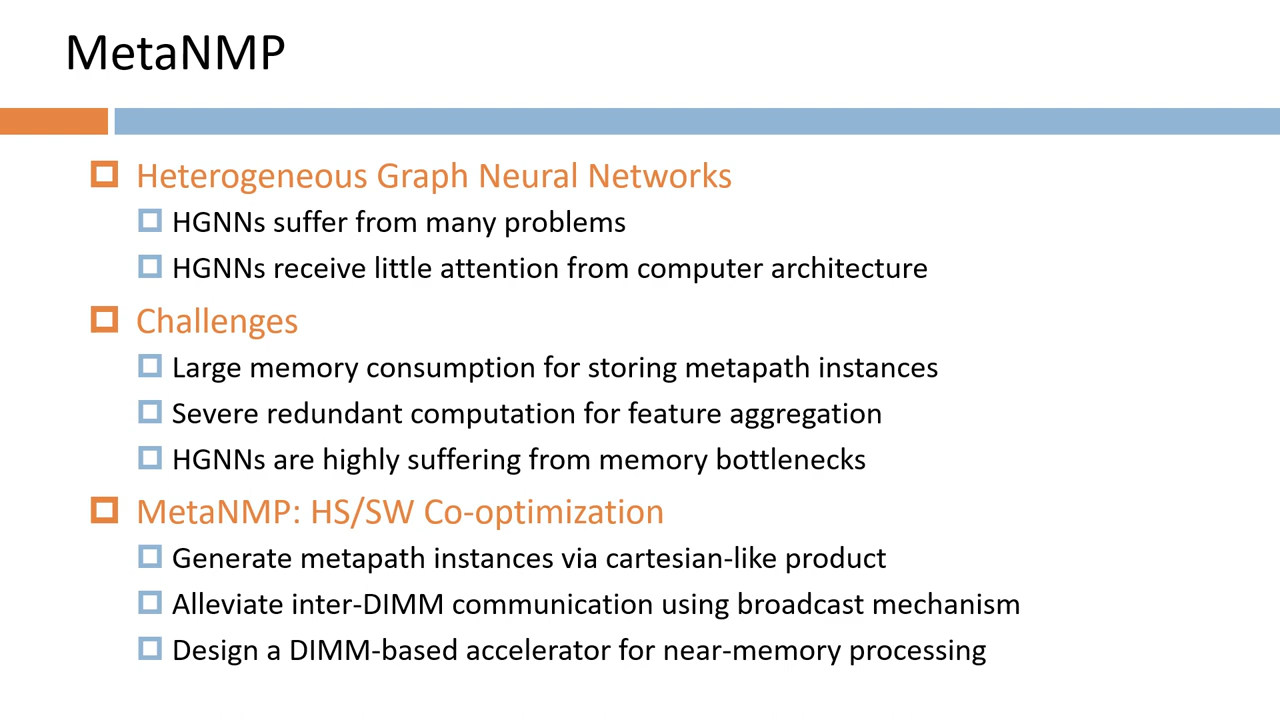 MetaNMP
Heterogeneous Graph Neural Networks
HGNNs suffer from many problems
HGNNs receive little attention from computer architecture
Challenges
Large memory consumption for storing metapath instances
Severe redundant computation for feature aggregation
HGNNs are highly suffering from memory bottlenecks
MetaNMP: HS/SW Co-optimization
Generate metapath instances via cartesian-like product
Alleviate inter-DIMM communication using broadcast mechanism
Design a DIMM-based accelerator for near-memory processing